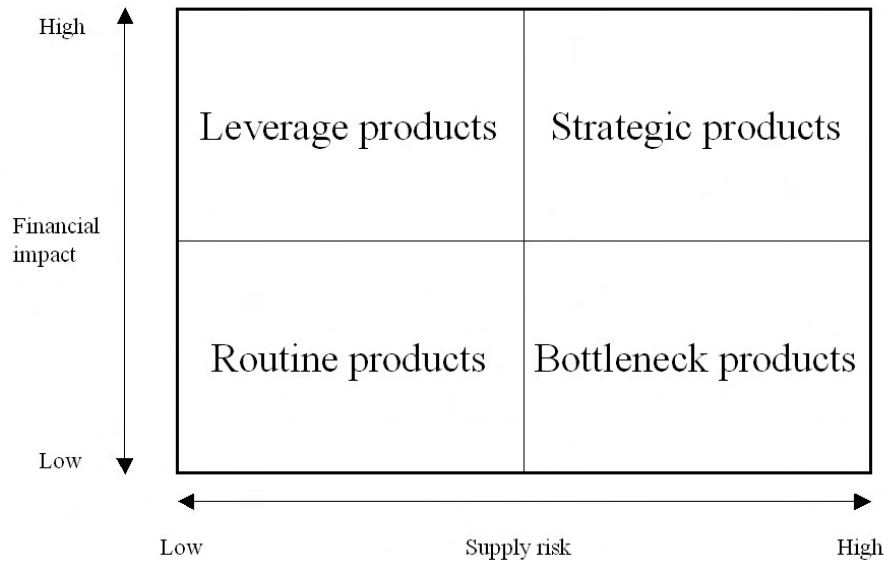 High
Leverage products
Strategic products
Financial
impact
Routine products
Bottleneck products
Low
Low
Supply risk
High